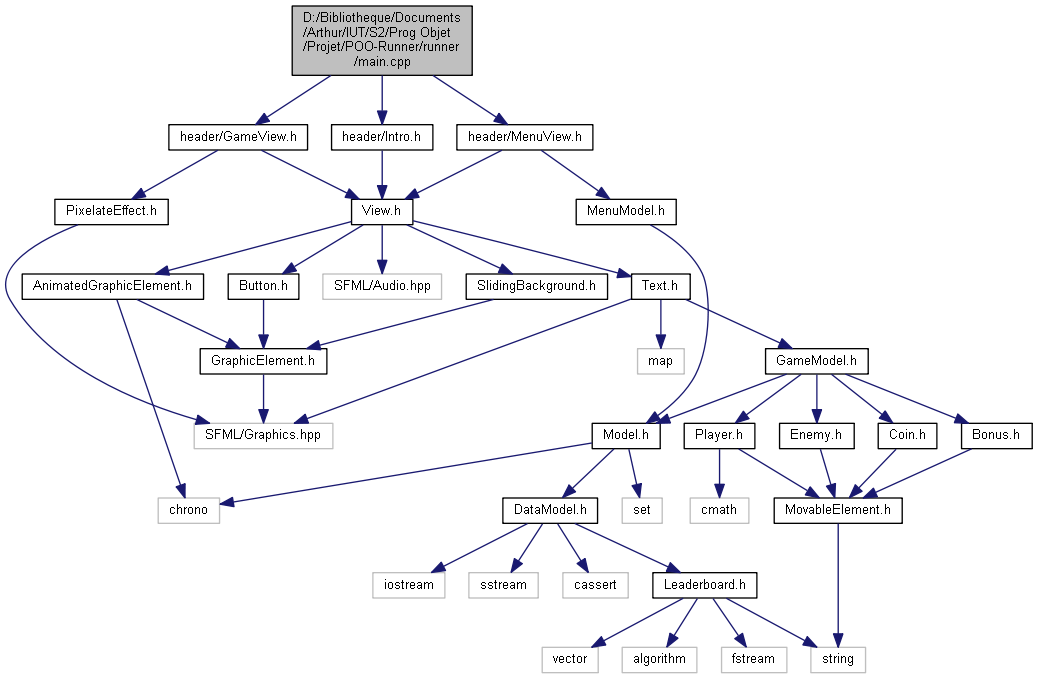 D:/Bibliotheque/Documents
/Arthur/IUT/S2/Prog Objet
/Projet/POO-Runner/runner
/main.cpp
header/GameView.h
header/Intro.h
header/MenuView.h
PixelateEffect.h
View.h
MenuModel.h
AnimatedGraphicElement.h
Button.h
SFML/Audio.hpp
SlidingBackground.h
Text.h
GraphicElement.h
map
GameModel.h
SFML/Graphics.hpp
Model.h
Player.h
Enemy.h
Coin.h
Bonus.h
chrono
DataModel.h
set
cmath
MovableElement.h
iostream
sstream
cassert
Leaderboard.h
vector
algorithm
fstream
string